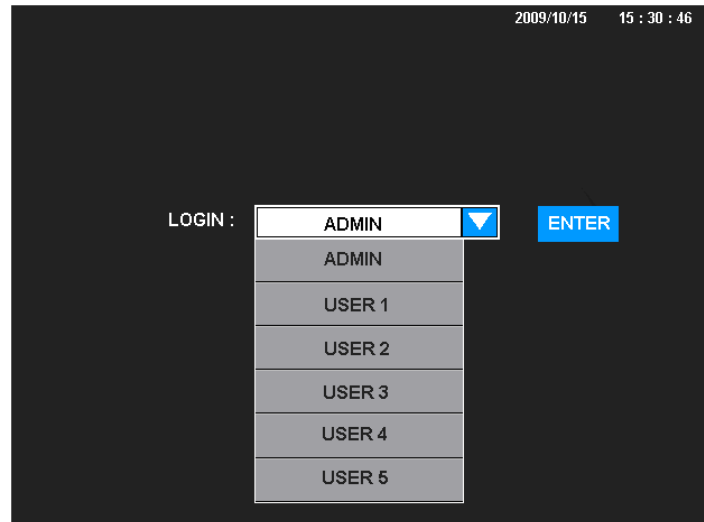 2009/10/15 15 : 30 : 46
LOGIN : ADMIN ENTER
ADMIN
USER 1
USER 2
USER 3
USER 4
USER 5